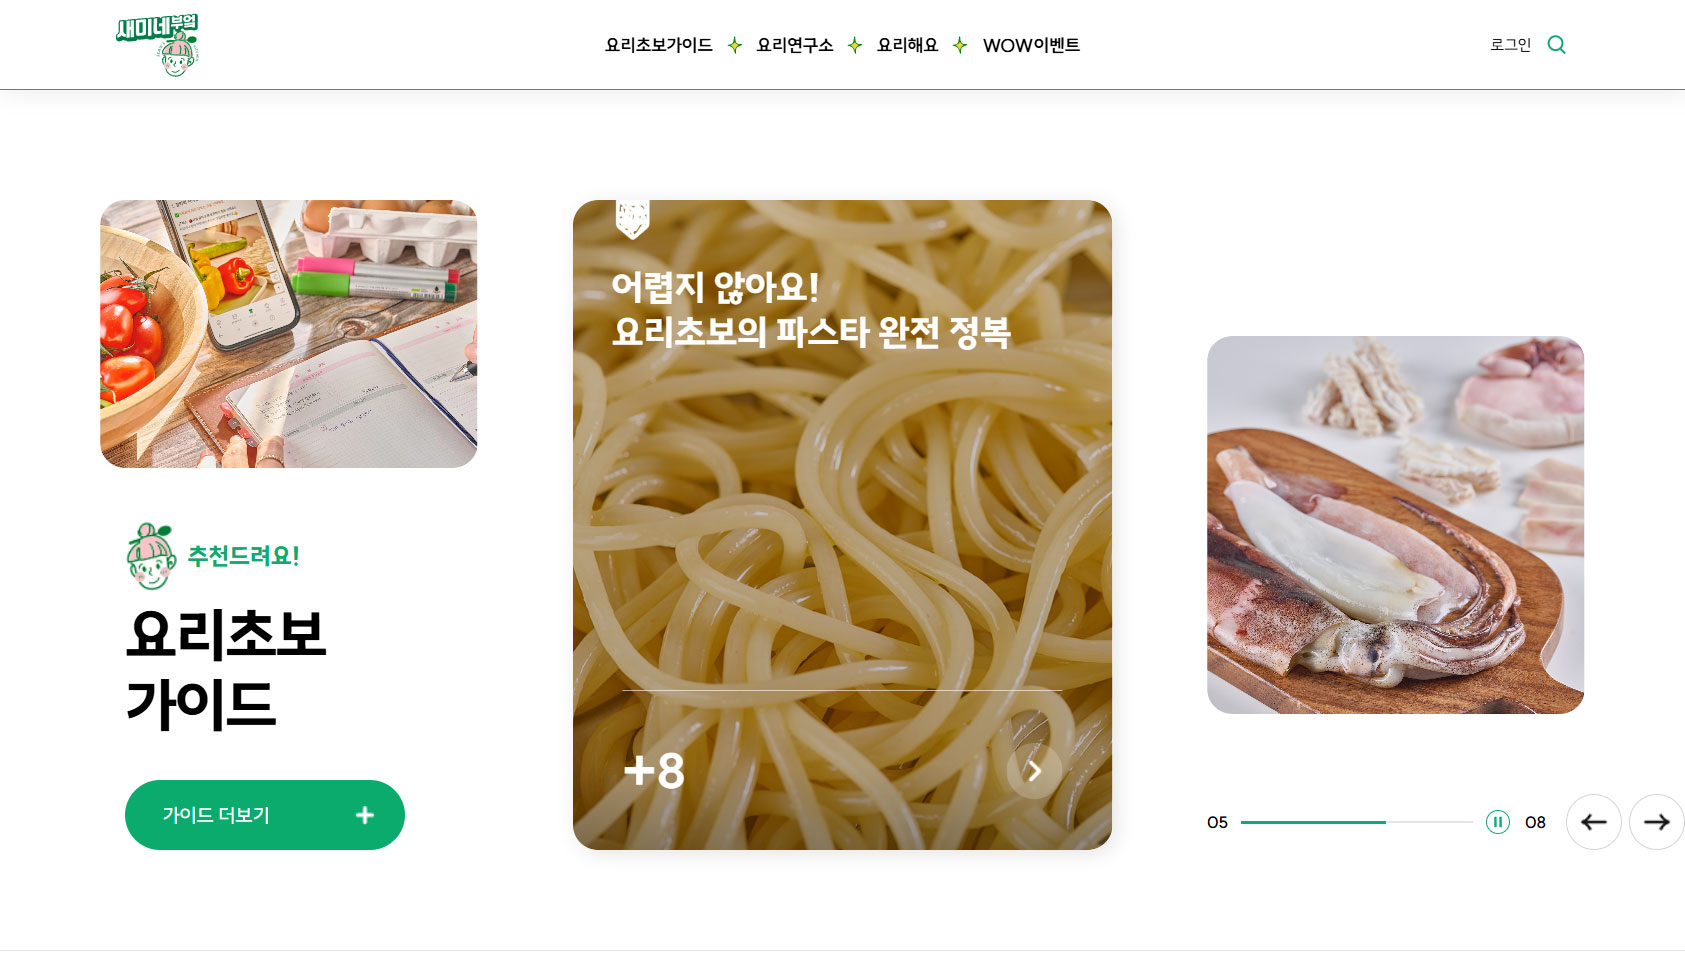 새미네부엌
요리초보가이드
요리연구소
요리해요
WOW이벤트
로그인
추천드려요!
요리초보
가이드
가이드 더보기
어렵지 않아요!
요리초보의 파스타 완전 정복
+8
05
08